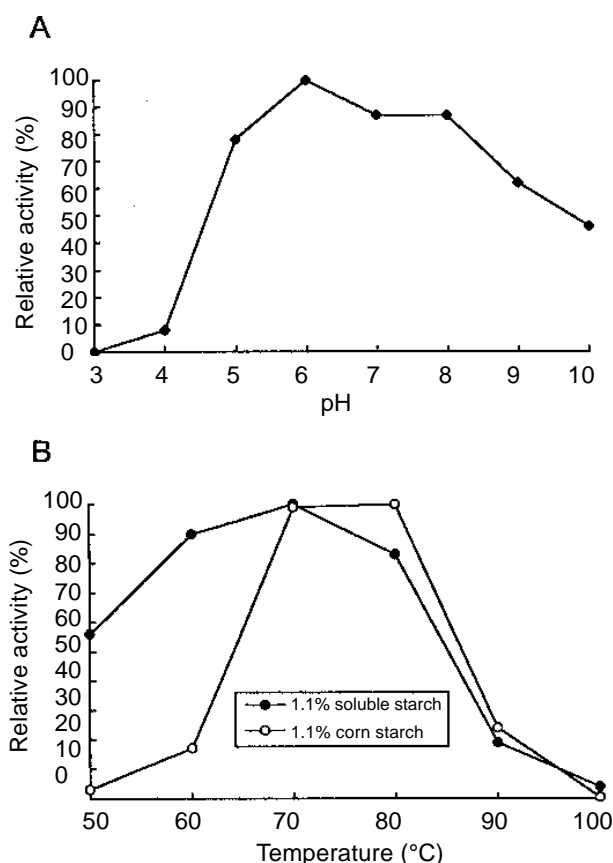 A
Relative activity (%)
100
90
80
70
60
50
40
30
20
10
0
3 4 5 6 7 8 9 10
pH
B
Relative activity (%)
100
90
80
70
60
50
40
30
20
10
0
1.1% soluble starch
1.1% corn starch
50 60 70 80 90 100
Temperature (°C)